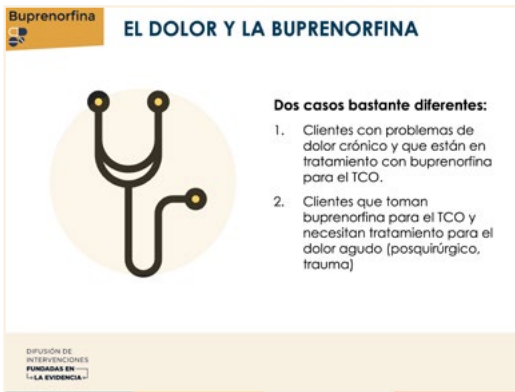 Buprenorfina
EL DOLOR Y LA BUPRENORFINA
Dos casos bastante diferentes:
1. Clientes con problemas de
dolor crónico y que están en
tratamiento con buprenorfina
para el TCO.
2. Clientes que toman
buprenorfina para el TCO y
necesitan tratamiento para el
dolor agudo (posquirúrgico,
trauma)
DIFUSIÓN DE
INTERVENCIONES
FUNDADAS EN
LA EVIDENCIA